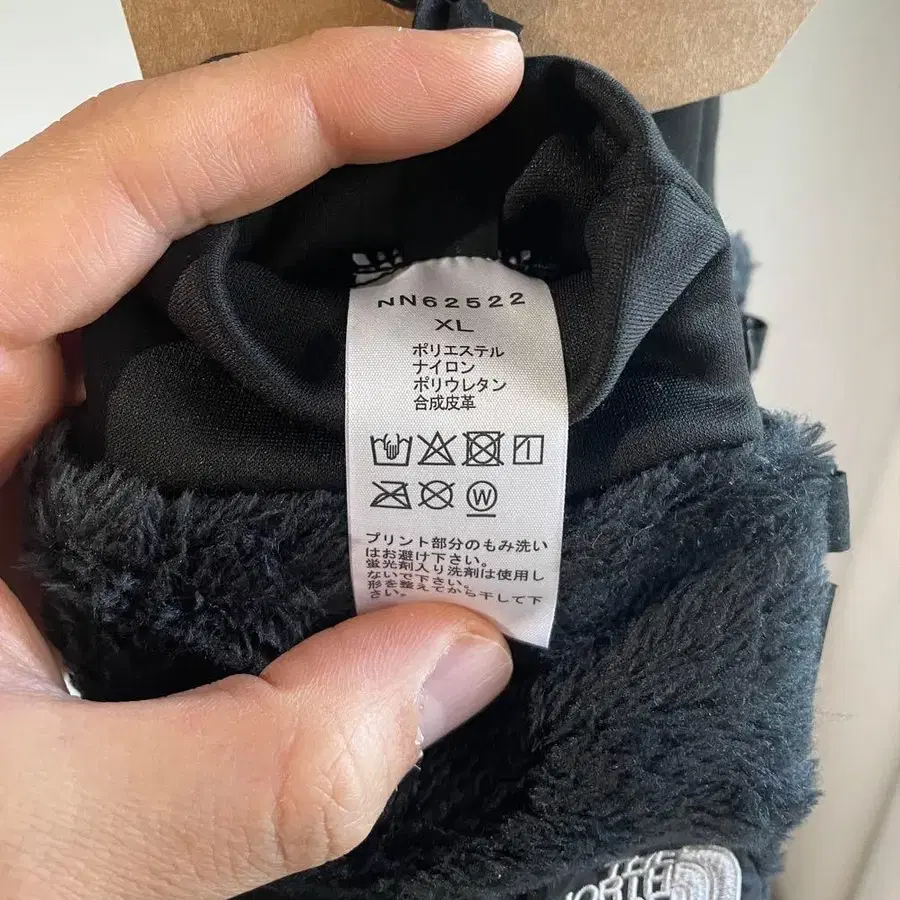 NN62522
XL
ポリエステル
ナイロン
ポリウレタン
合成皮革
W
プリント部分のもみ洗い
はお避け下さい。
蛍光剤入り洗剤は使用し
ないで下さい。
形を整えてから干して下
さい。
THE
NORTH